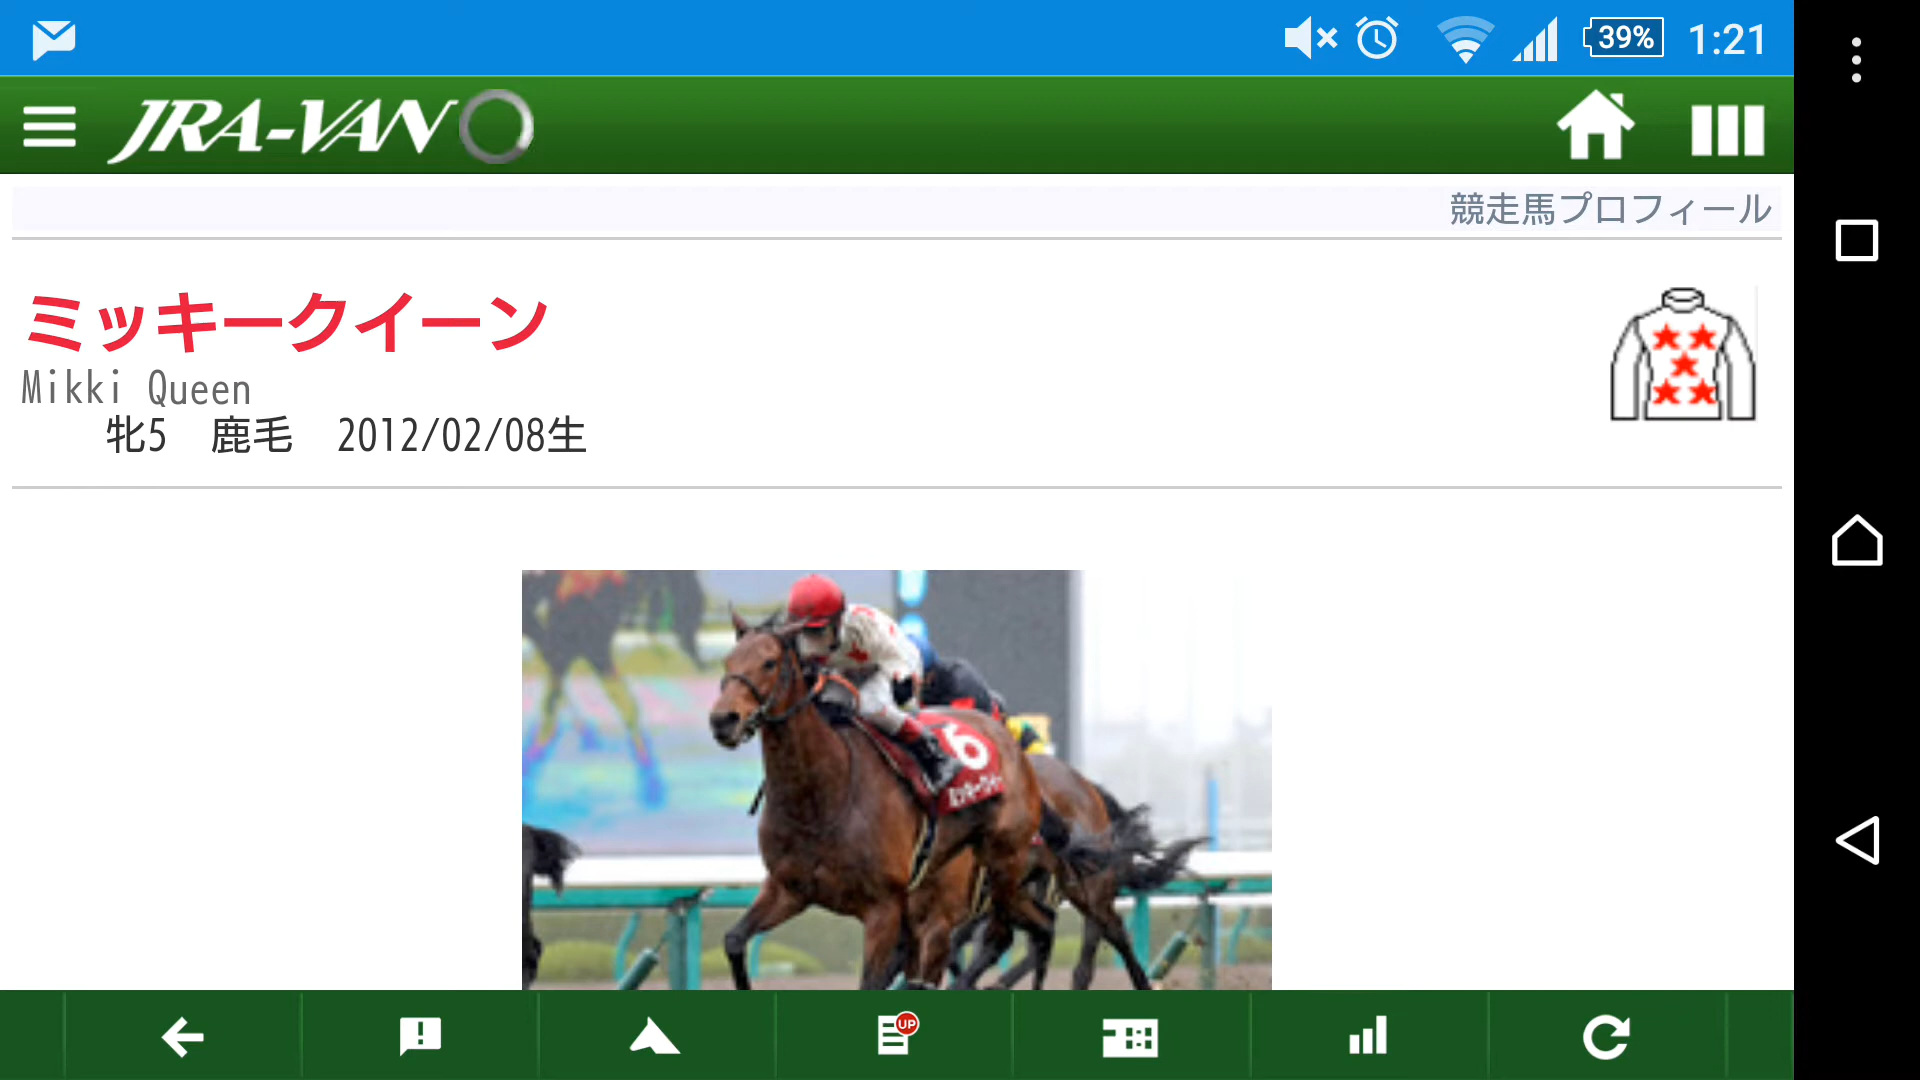 39% 1:21
JRA-VAN
競走馬プロフィール
ミッキークイーン
Mikki Queen
牝5 鹿毛 2012/02/08生
6
UP